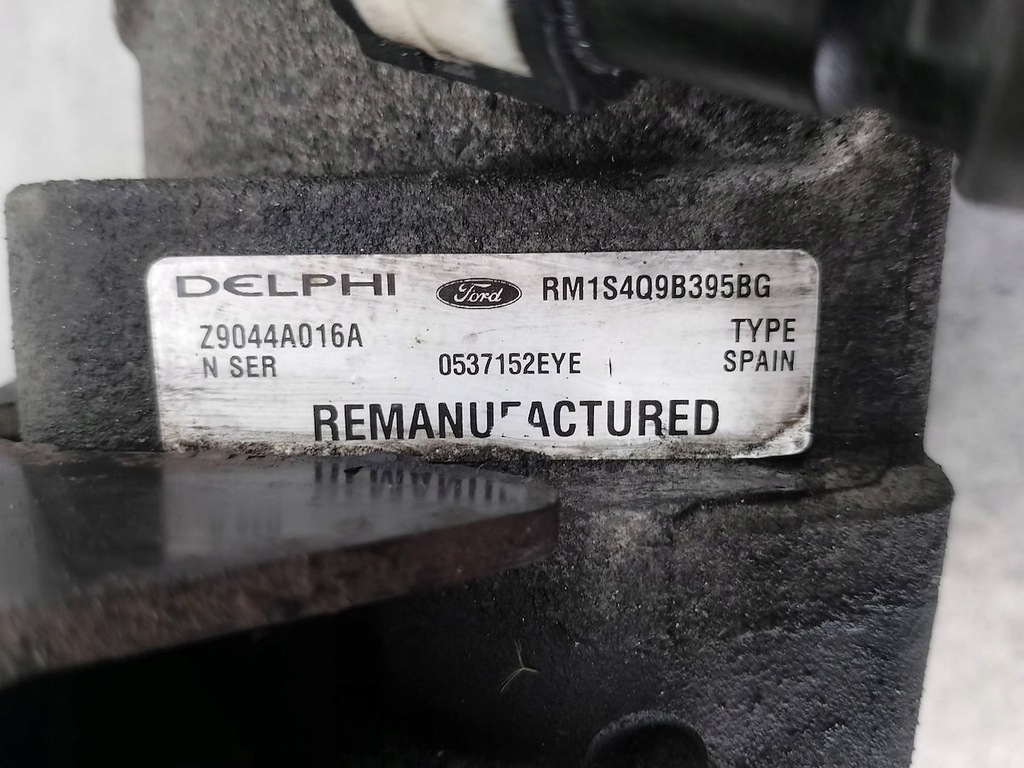 DELPHI Ford RM1S4Q9B395BG
Z9044A016A TYPE
N SER 0537152EYE SPAIN
REMANUFACTURED